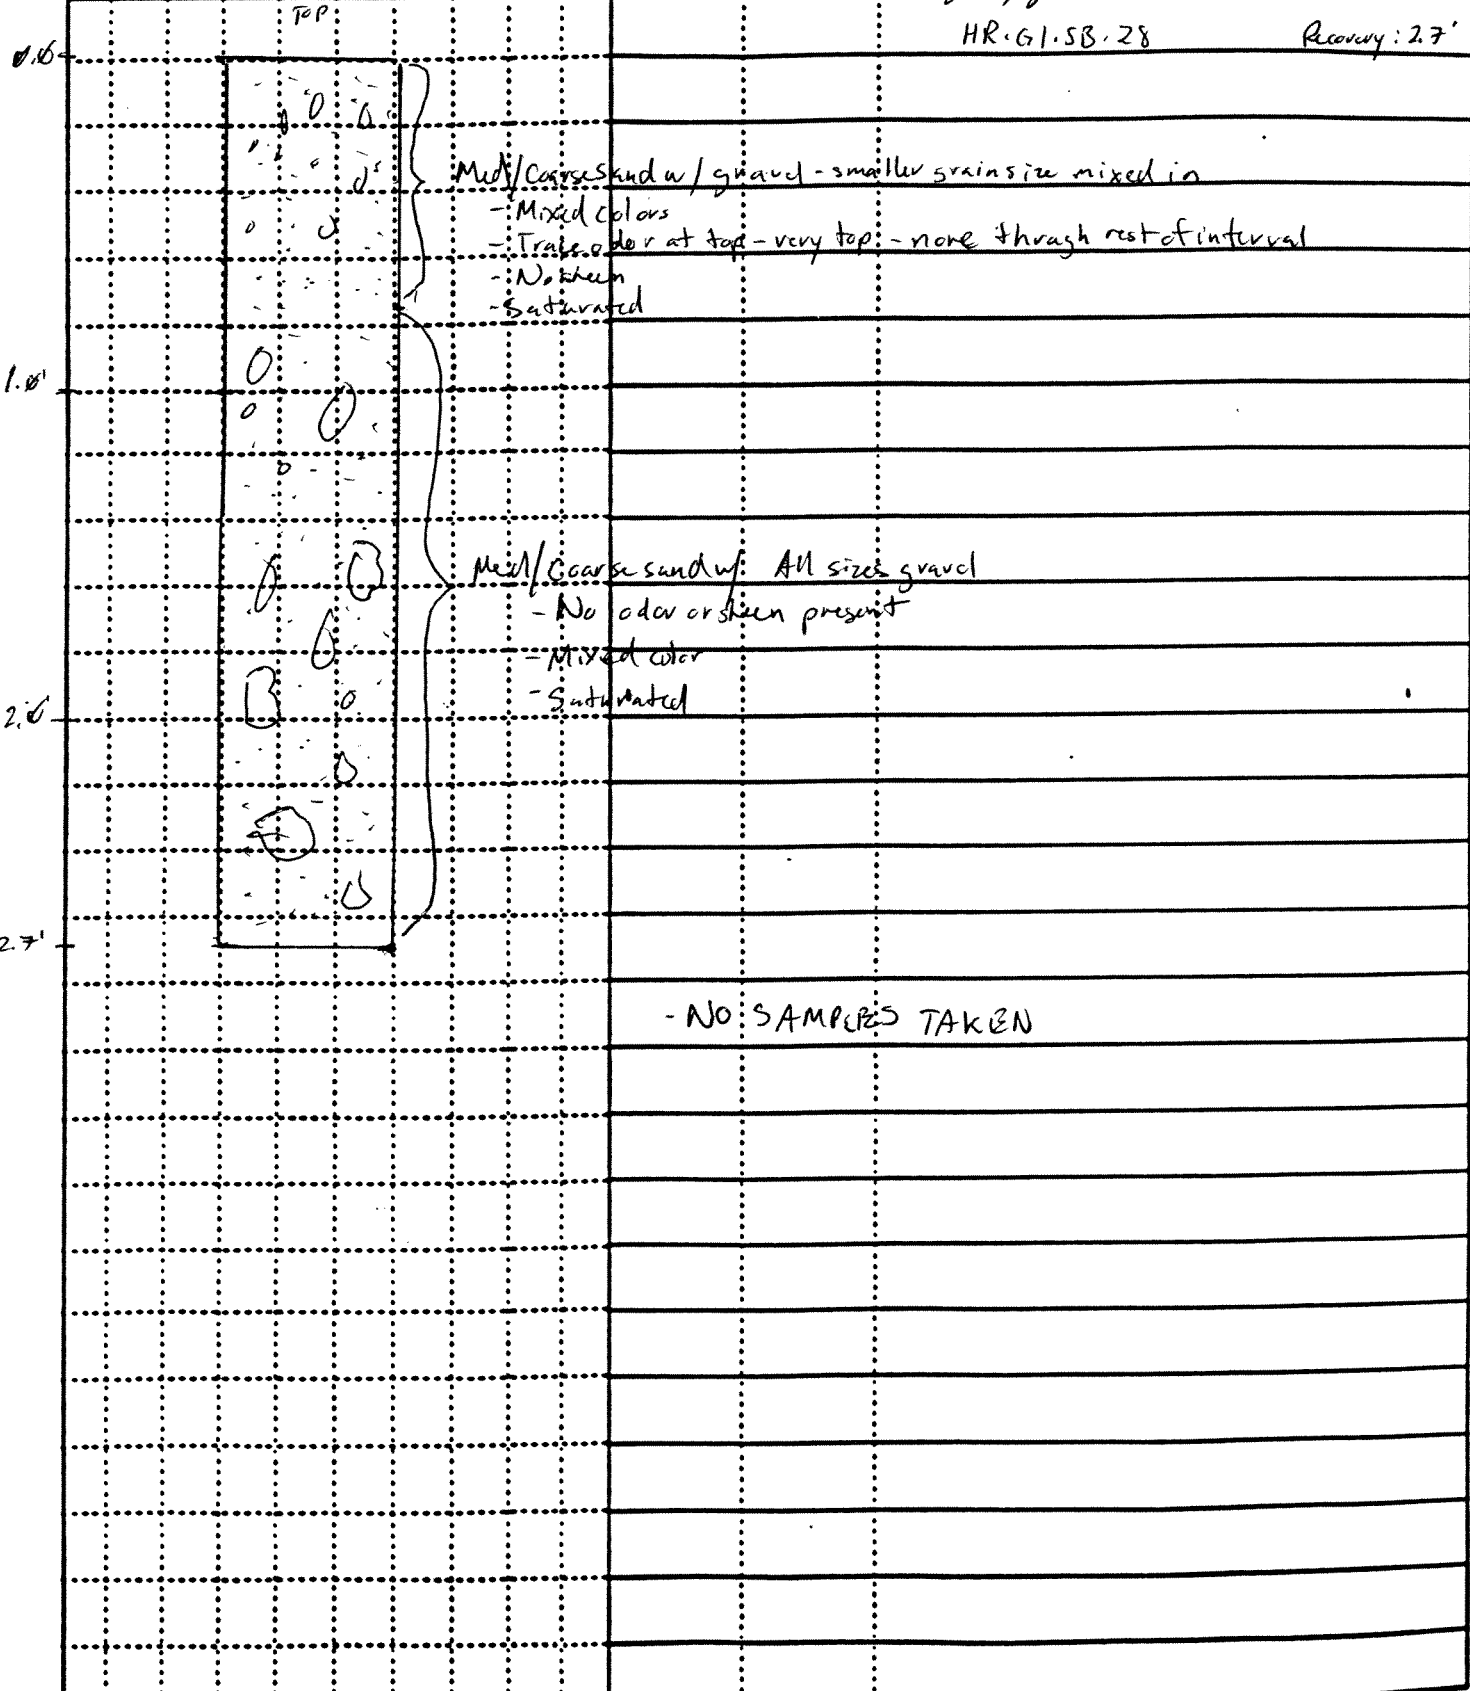 TOP
HR.G1.SB.28 Recovery: 2.7'
0.0
Med/Coarse Sand w/ gravel - smaller grain size mixed in
- Mixed colors
- Trace odor at top - very top - none through rest of interval
- No sheen
- Saturated
1.0'
Med/Coarse sand w/ All sizes gravel
- No odor or sheen present
- Mixed color
- Saturated
2.0'
2.7'
- NO SAMPLES TAKEN